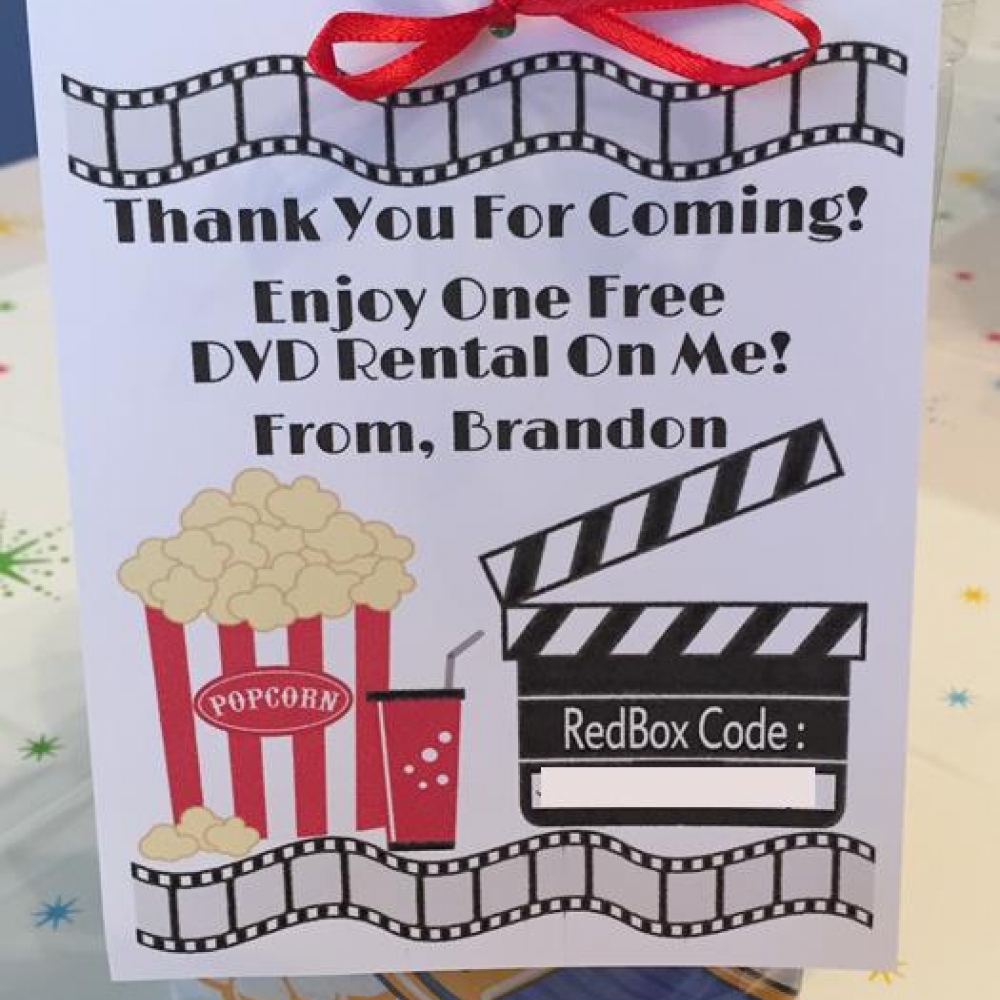 Thank You For Coming!
Enjoy One Free
DVD Rental On Me!
From, Brandon
POPCORN
RedBox Code :